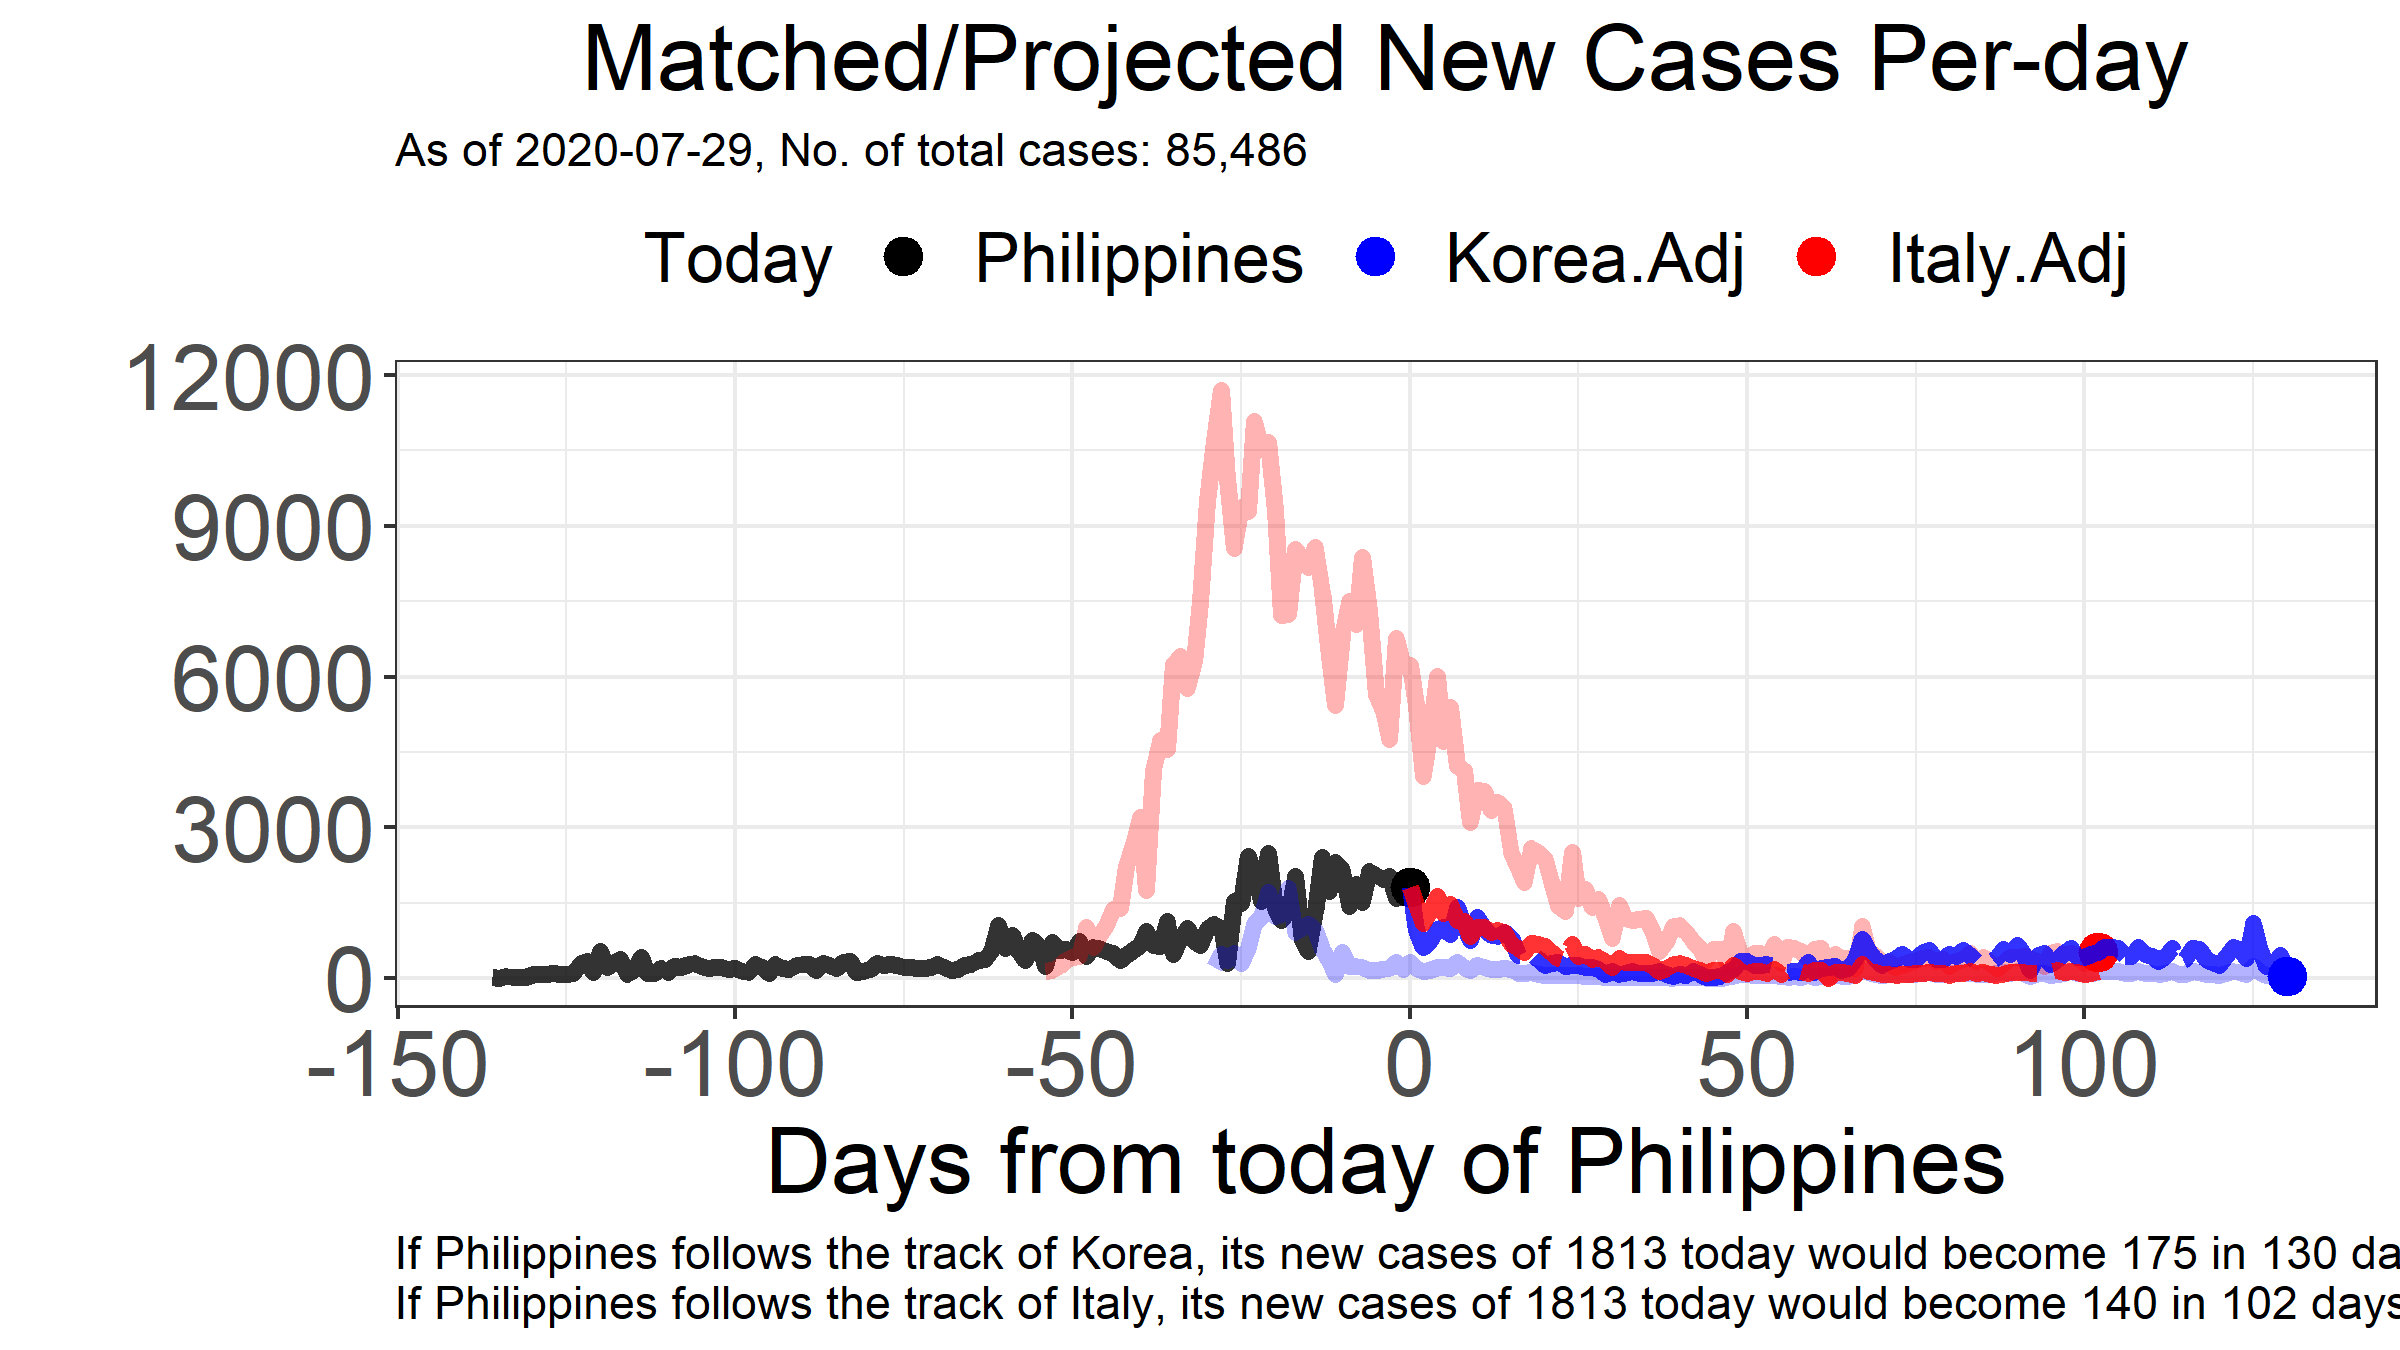 Matched/Projected New Cases Per-day
As of 2020-07-29, No. of total cases: 85,486
Today Philippines Korea.Adj Italy.Adj
12000
9000
6000
3000
0
-150 -100 -50 0 50 100
Days from today of Philippines
If Philippines follows the track of Korea, its new cases of 1813 today would become 175 in 130 da
If Philippines follows the track of Italy, its new cases of 1813 today would become 140 in 102 days